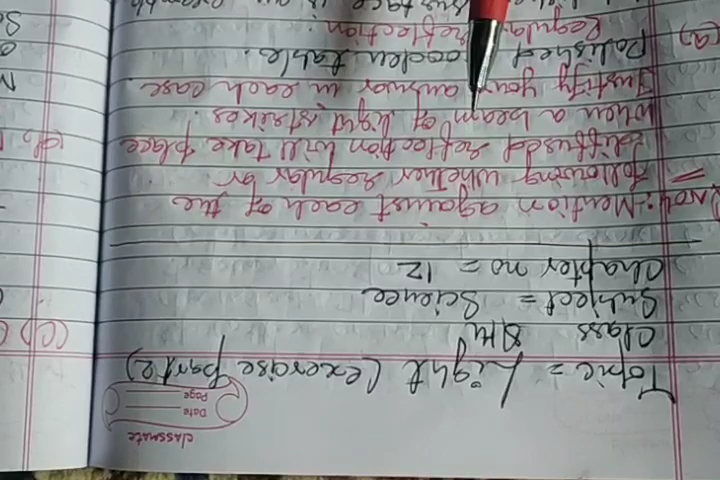 classmate
Date
Page
Topic = Light (exercise part 2)
Class 8th
Subject = Science
Chapter no = 12
Mention against each of the
following whether regular or
diffused reflection will take place
when a beam of light strikes.
Justify your answer in each case.
(a) Polished wooden table.
Regular reflection: